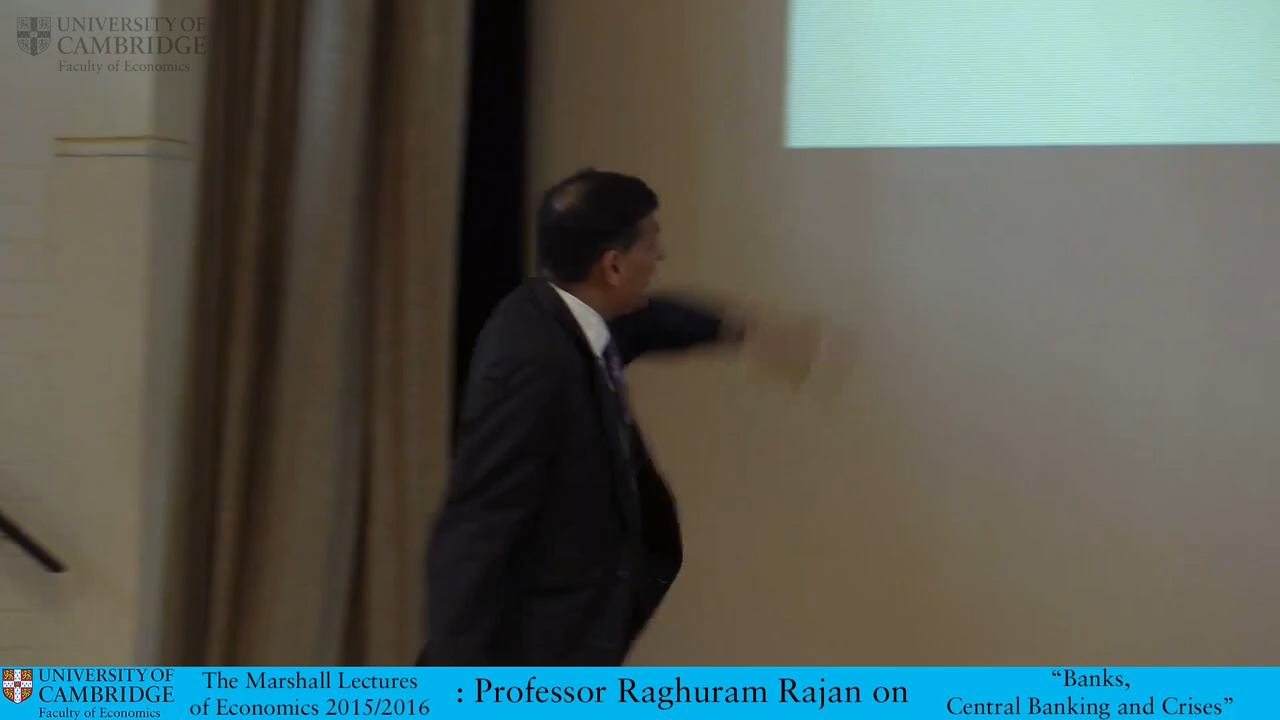 UNIVERSITY OF
CAMBRIDGE
Faculty of Economics
UNIVERSITY OF
CAMBRIDGE
Faculty of Economics
The Marshall Lectures
of Economics 2015/2016
: Professor Raghuram Rajan on
“Banks,
Central Banking and Crises”